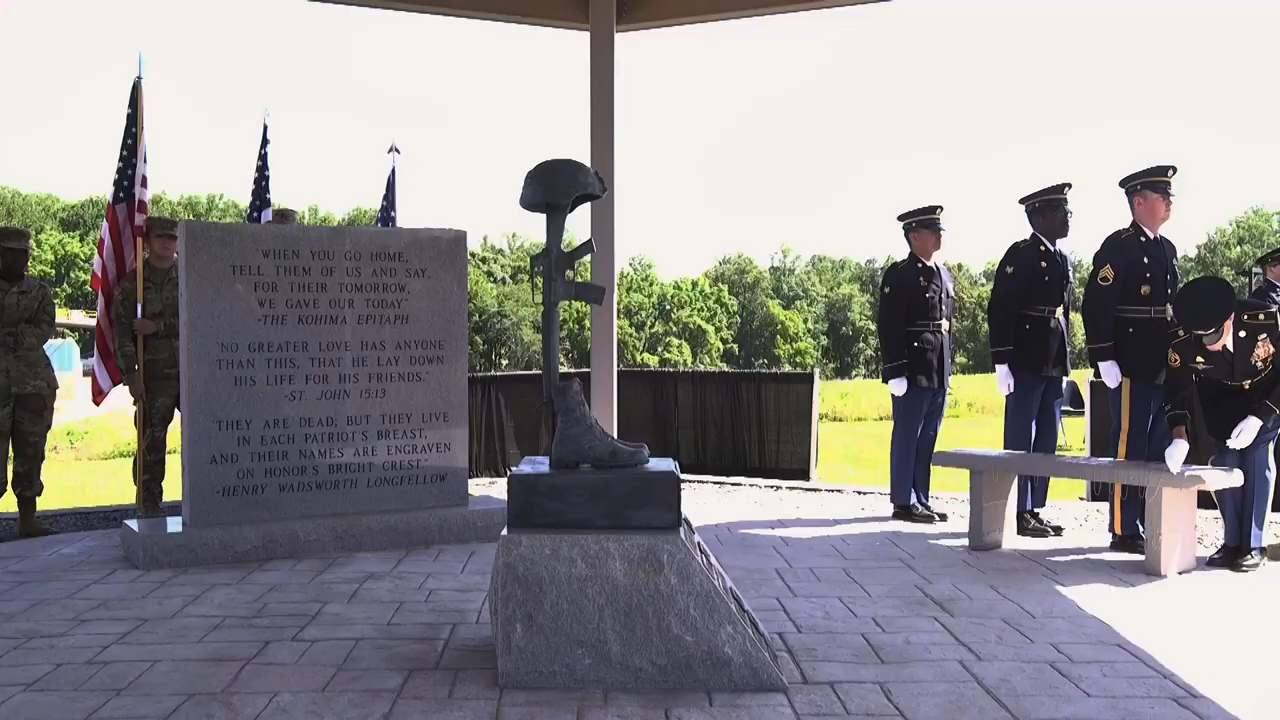 "WHEN YOU GO HOME,
TELL THEM OF US AND SAY,
FOR THEIR TOMORROW,
WE GAVE OUR TODAY"
-THE KOHIMA EPITAPH
"NO GREATER LOVE HAS ANYONE
THAN THIS, THAT HE LAY DOWN
HIS LIFE FOR HIS FRIENDS."
-ST. JOHN 15:13
"THEY ARE DEAD; BUT THEY LIVE
IN EACH PATRIOT'S BREAST,
AND THEIR NAMES ARE ENGRAVEN
ON HONOR'S BRIGHT CREST."
-HENRY WADSWORTH LONGFELLOW